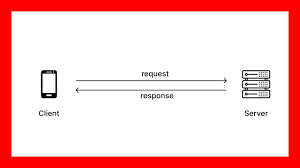 request
response
Client
Server